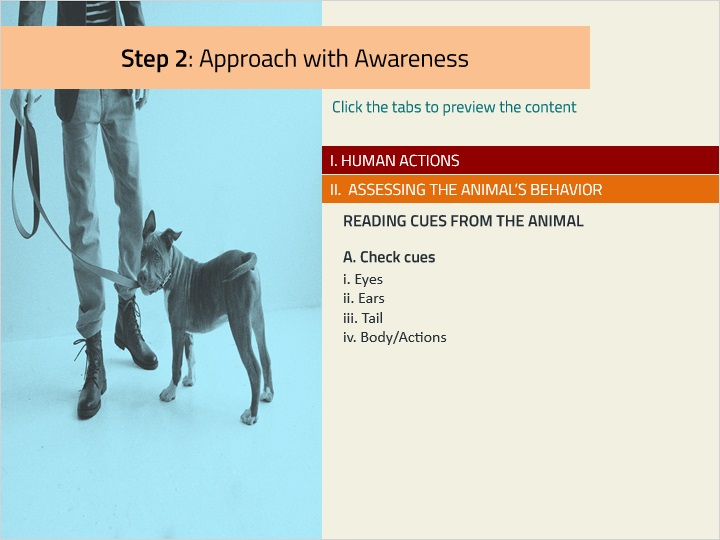 Step 2: Approach with Awareness
Click the tabs to preview the content
I. HUMAN ACTIONS
II. ASSESSING THE ANIMAL'S BEHAVIOR
READING CUES FROM THE ANIMAL
A. Check cues
i. Eyes
ii. Ears
iii. Tail
iv. Body/Actions